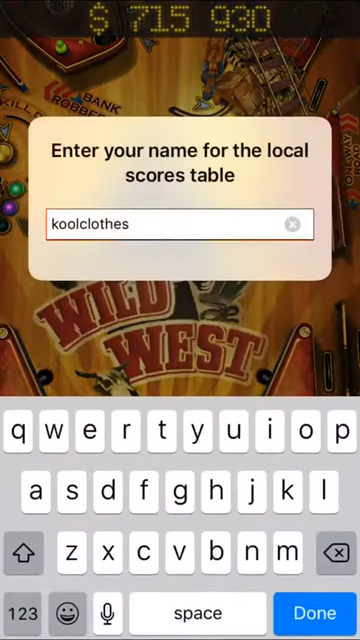 $ 715 930
BANK
ROBBER
Enter your name for the local
scores table
koolclothes
WILD
WEST
q w e r t y u i o p
a s d f g h j k l
z x c v b n m
123 space Done